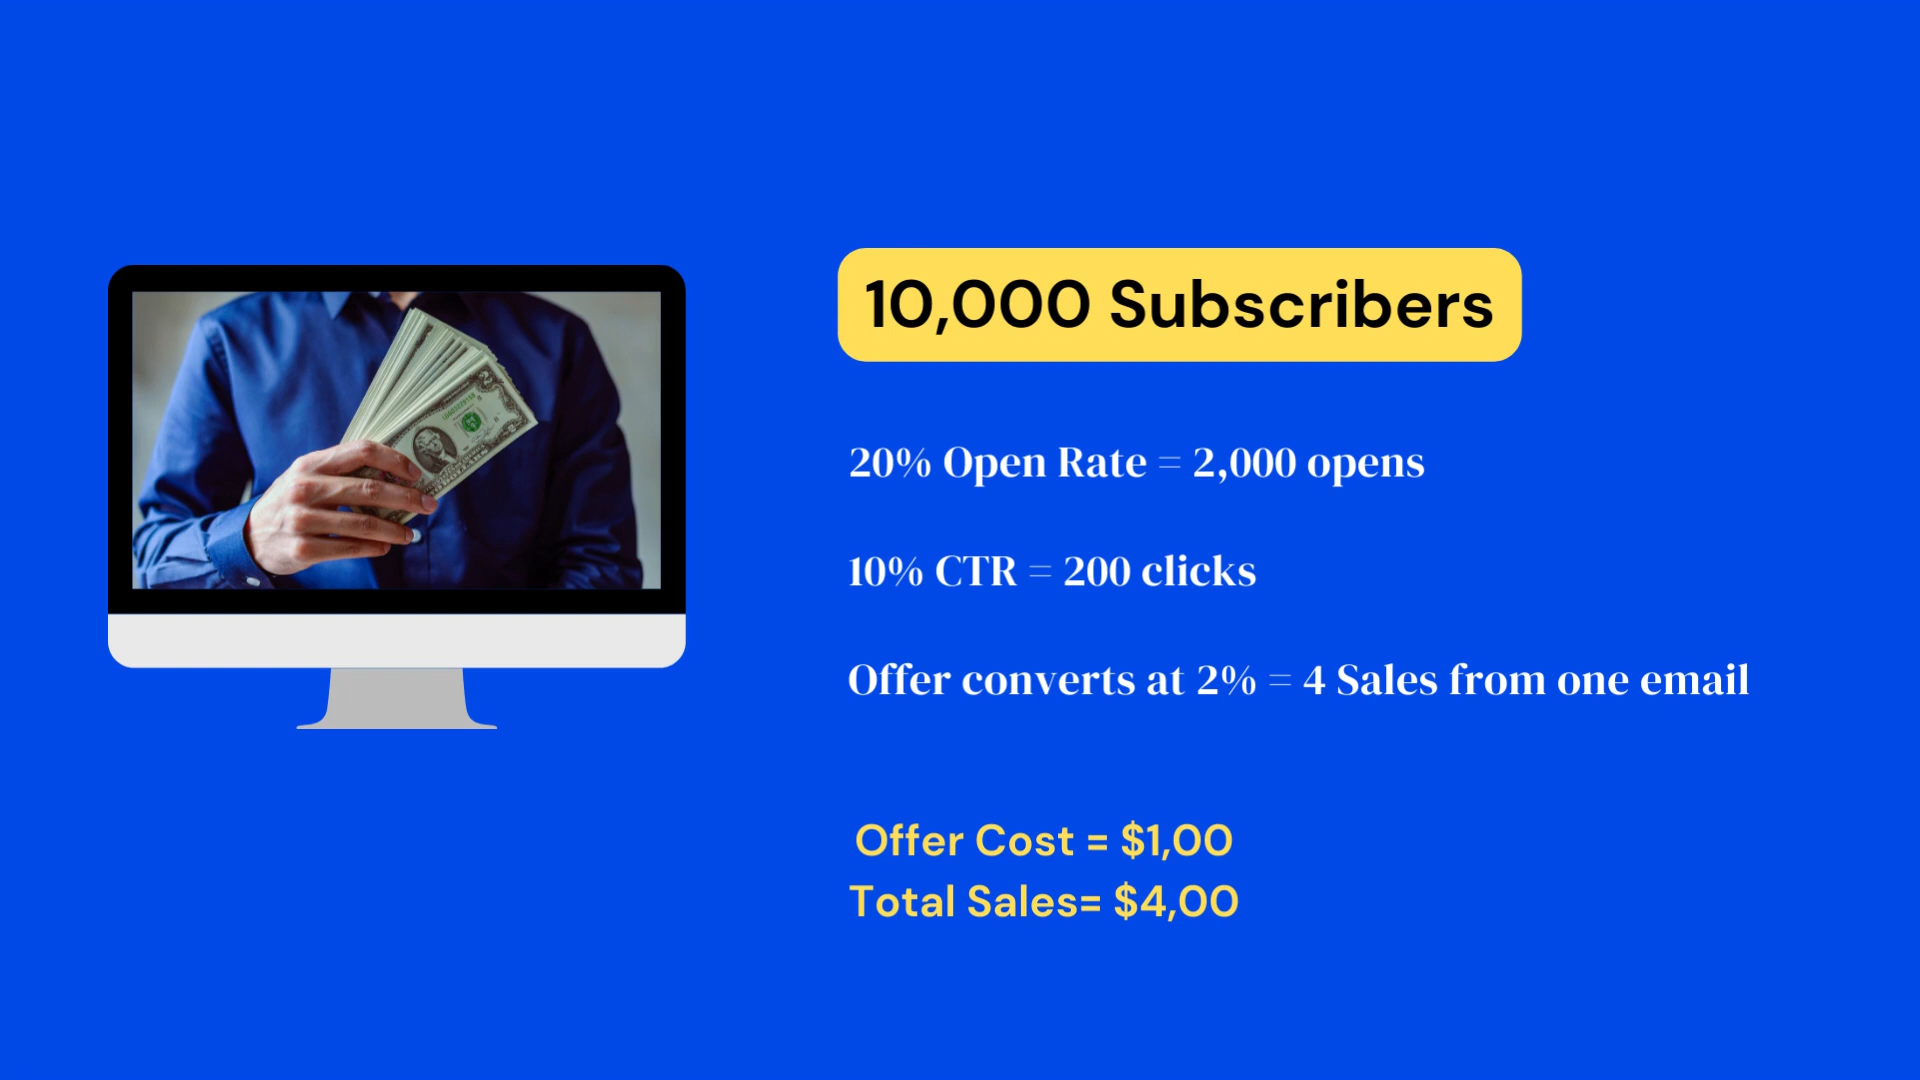 10,000 Subscribers
20% Open Rate = 2,000 opens
10% CTR = 200 clicks
Offer converts at 2% = 4 Sales from one email
Offer Cost = $1,00
Total Sales= $4,00